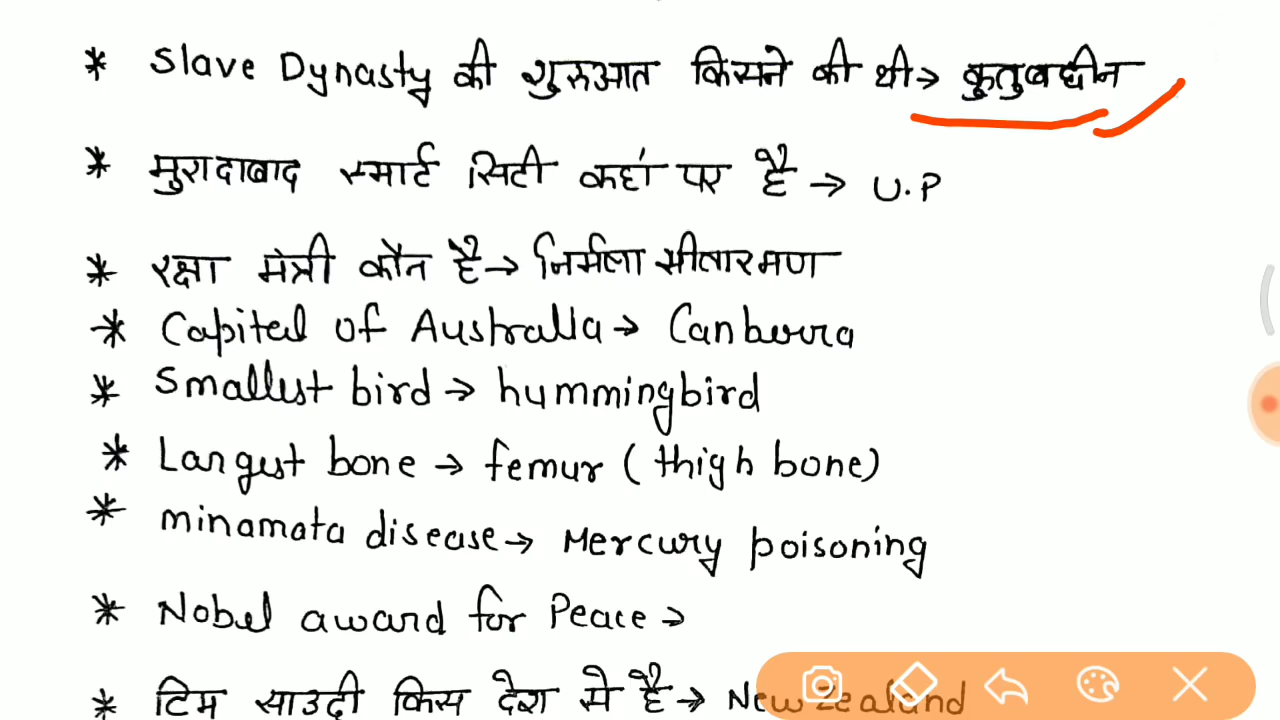 * Slave Dynasty की शुरुआत किसने की थी → कुतुबद्दीन
* मुरादाबाद स्मार्ट सिटी कहां पर है → U.P
* रक्षा मंत्री कौन है → निर्मला सीतारमण
* Capital of Australia → Canberra
* Smallest bird → hummingbird
* Largest bone → femur (thigh bone)
* minamata disease → Mercury poisoning
* Nobel award for Peace →
* टिम साउदी किस देश से है → New Zealand